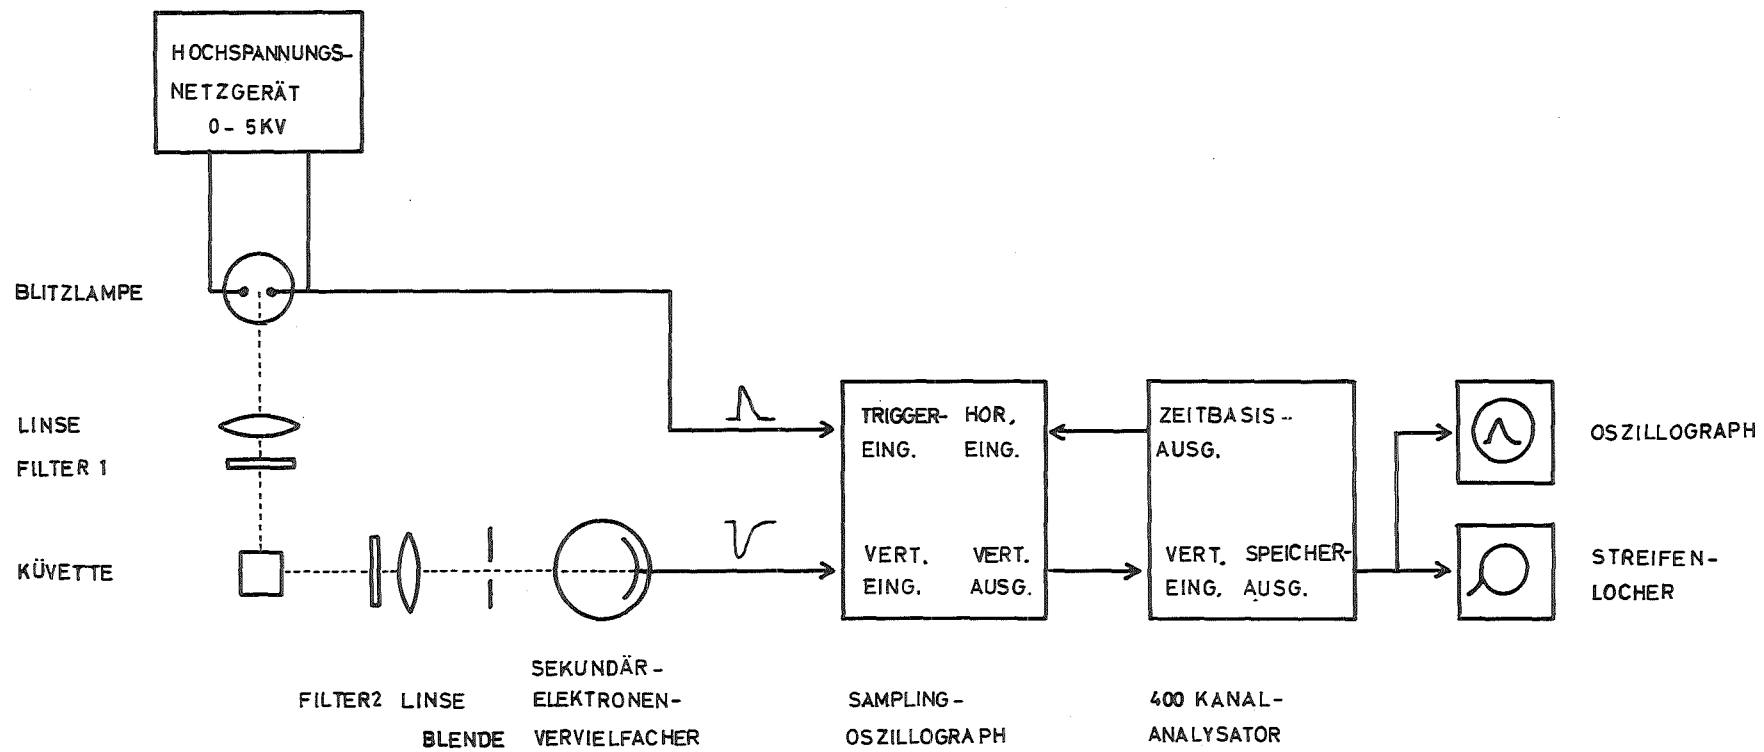 HOCHSPANNUNGS-
NETZGERÄT
0- 5KV
BLITZLAMPE
LINSE
FILTER 1
KÜVETTE
TRIGGER-
EING.
HOR.
EING.
VERT.
EING.
VERT.
AUSG.
ZEITBASIS-
AUSG.
VERT.
EING.
SPEICHER-
AUSG.
OSZILLOGRAPH
STREIFEN-
LOCHER
FILTER2
LINSE
BLENDE
SEKUNDÄR-
ELEKTRONEN-
VERVIELFACHER
SAMPLING-
OSZILLOGRAPH
400 KANAL-
ANALYSATOR